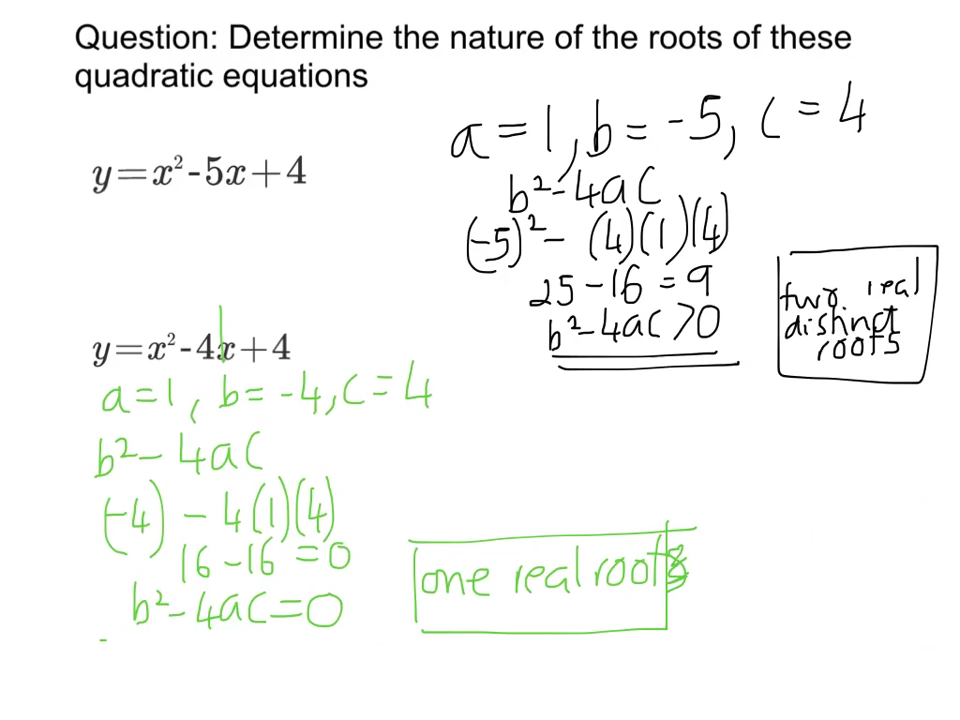 Question: Determine the nature of the roots of these
quadratic equations
y=x²-5x+4
a=1, b=-5, c=4
b²-4ac
(-5)²- (4)(1)(4)
25-16=9
b²-4ac>0
two real
distinct
roots
y=x²-4x+4
a=1, b=-4, c=4
b²-4ac
(-4) - 4(1)(4)
16-16=0
b²-4ac=0
one real root